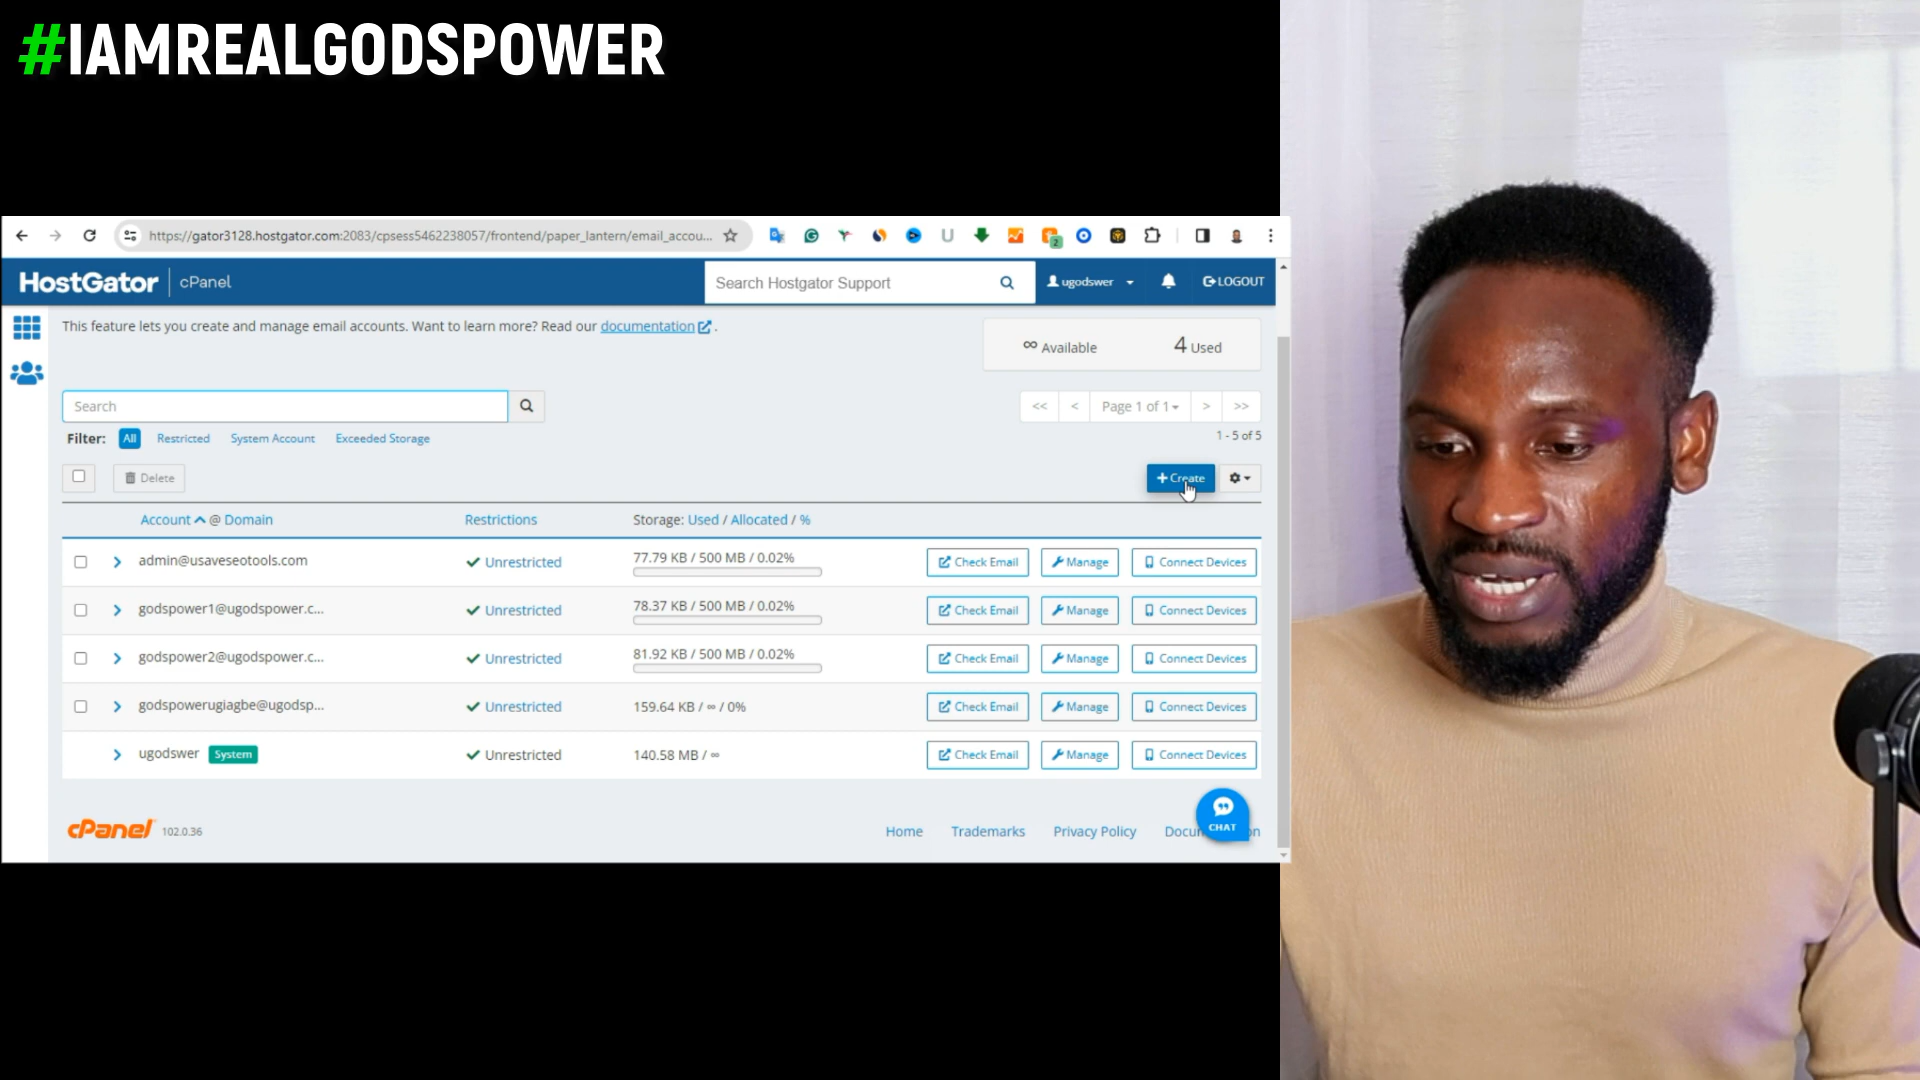 #IAMREALGODSPOWER
https://gator3128.hostgator.com:2083/cpsess5462238057/frontend/paper_lantern/email_accou...
2
HostGator cPanel
Search Hostgator Support
ugodswer
LOGOUT
This feature lets you create and manage email accounts. Want to learn more? Read our documentation .
∞ Available 4 Used
Search
<< < Page 1 of 1 > >>
Filter: All Restricted System Account Exceeded Storage
1 - 5 of 5
Delete
+ Create
Account @ Domain Restrictions Storage: Used / Allocated / %
admin@usaveseotools.com Unrestricted 77.79 KB / 500 MB / 0.02% Check Email Manage Connect Devices
godspower1@ugodspower.c... Unrestricted 78.37 KB / 500 MB / 0.02% Check Email Manage Connect Devices
godspower2@ugodspower.c... Unrestricted 81.92 KB / 500 MB / 0.02% Check Email Manage Connect Devices
godspowerugiagbe@ugodsp... Unrestricted 159.64 KB / ∞ / 0% Check Email Manage Connect Devices
ugodswer System Unrestricted 140.58 MB / ∞ Check Email Manage Connect Devices
CHAT
cPanel 102.0.36
Home Trademarks Privacy Policy